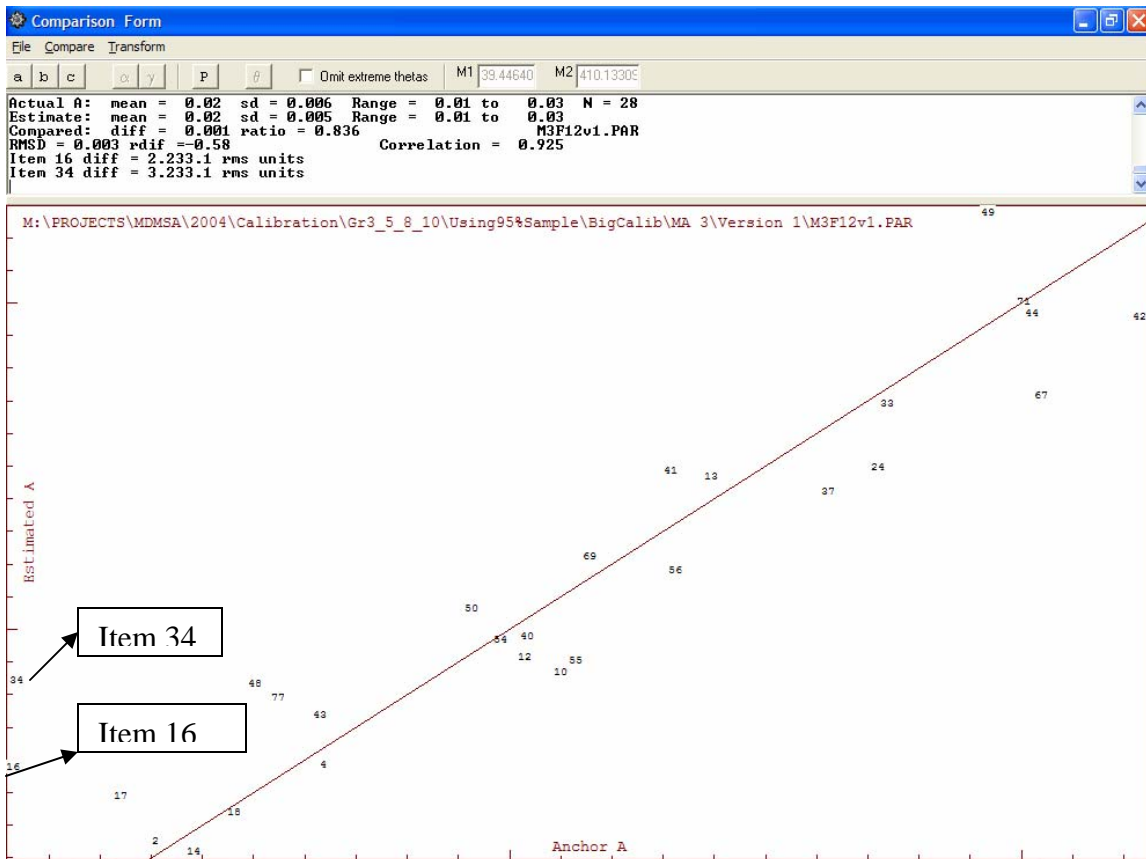 Comparison Form
File Compare Transform
a b c α γ P θ Omit extreme thetas M1 39.44640 M2 410.13309
Actual A: mean = 0.02 sd = 0.006 Range = 0.01 to 0.03 N = 28
Estimate: mean = 0.02 sd = 0.005 Range = 0.01 to 0.03
Compared: diff = 0.001 ratio = 0.836 M3F12v1.PAR
RMSD = 0.003 rdif =-0.58 Correlation = 0.925
Item 16 diff = 2.233.1 rms units
Item 34 diff = 3.233.1 rms units
M:\PROJECTS\MDMSA\2004\Calibration\Gr3_5_8_10\Using95%Sample\BigCalib\MA 3\Version 1\M3F12v1.PAR
49
71
44
42
67
33
41
13
24
37
69
56
50
54
40
12
55
10
Item 34
34
48
77
43
Item 16
16
4
17
18
2
14
Estimated A
Anchor A